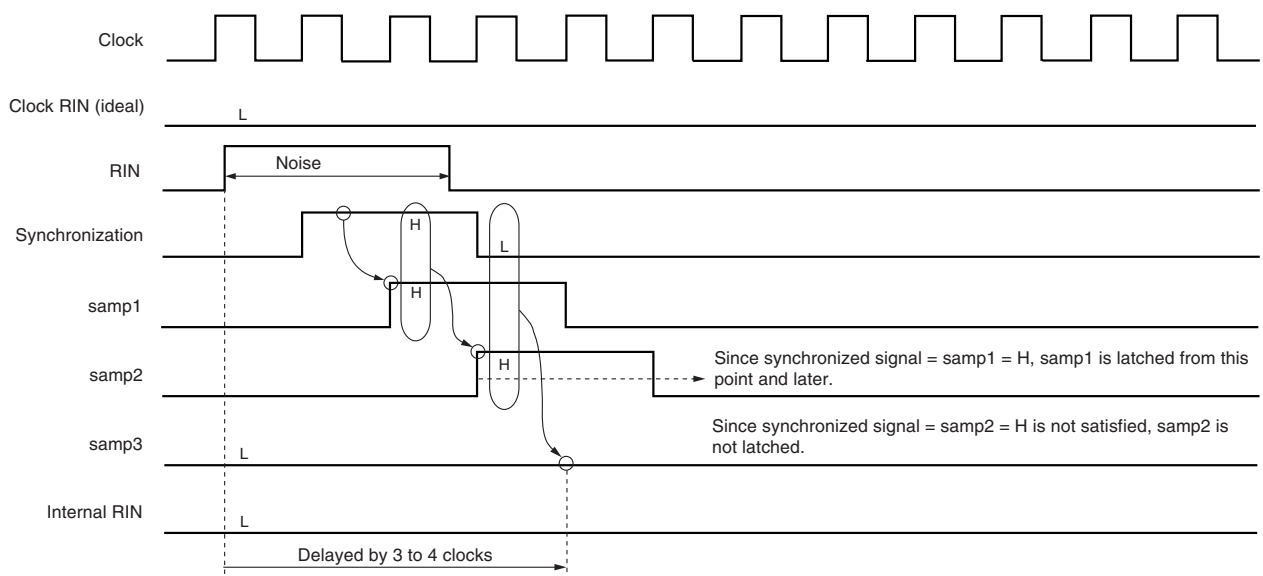 Clock
Clock RIN (ideal)
L
RIN
Noise
Synchronization
H
L
samp1
H
samp2
H
Since synchronized signal = samp1 = H, samp1 is latched from this
point and later.
samp3
L
Since synchronized signal = samp2 = H is not satisfied, samp2 is
not latched.
Internal RIN
L
Delayed by 3 to 4 clocks